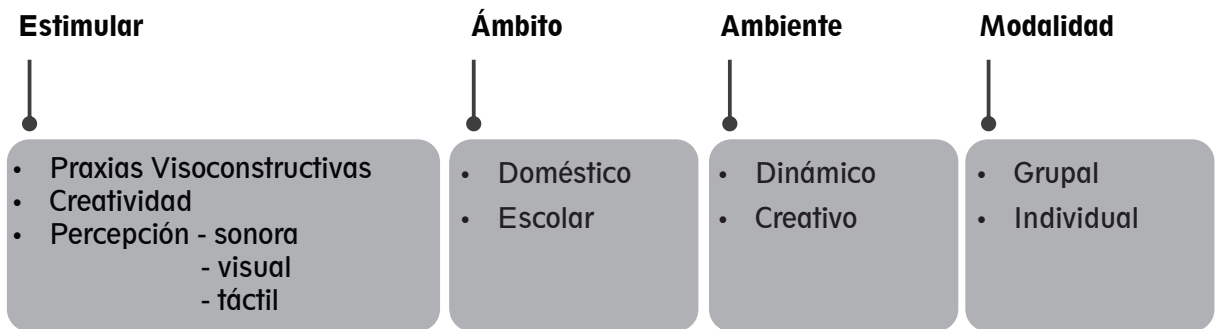 Estimular
• Praxias Visoconstructivas
• Creatividad
• Percepción - sonora
- visual
- táctil
Ámbito
• Doméstico
• Escolar
Ambiente
• Dinámico
• Creativo
Modalidad
• Grupal
• Individual